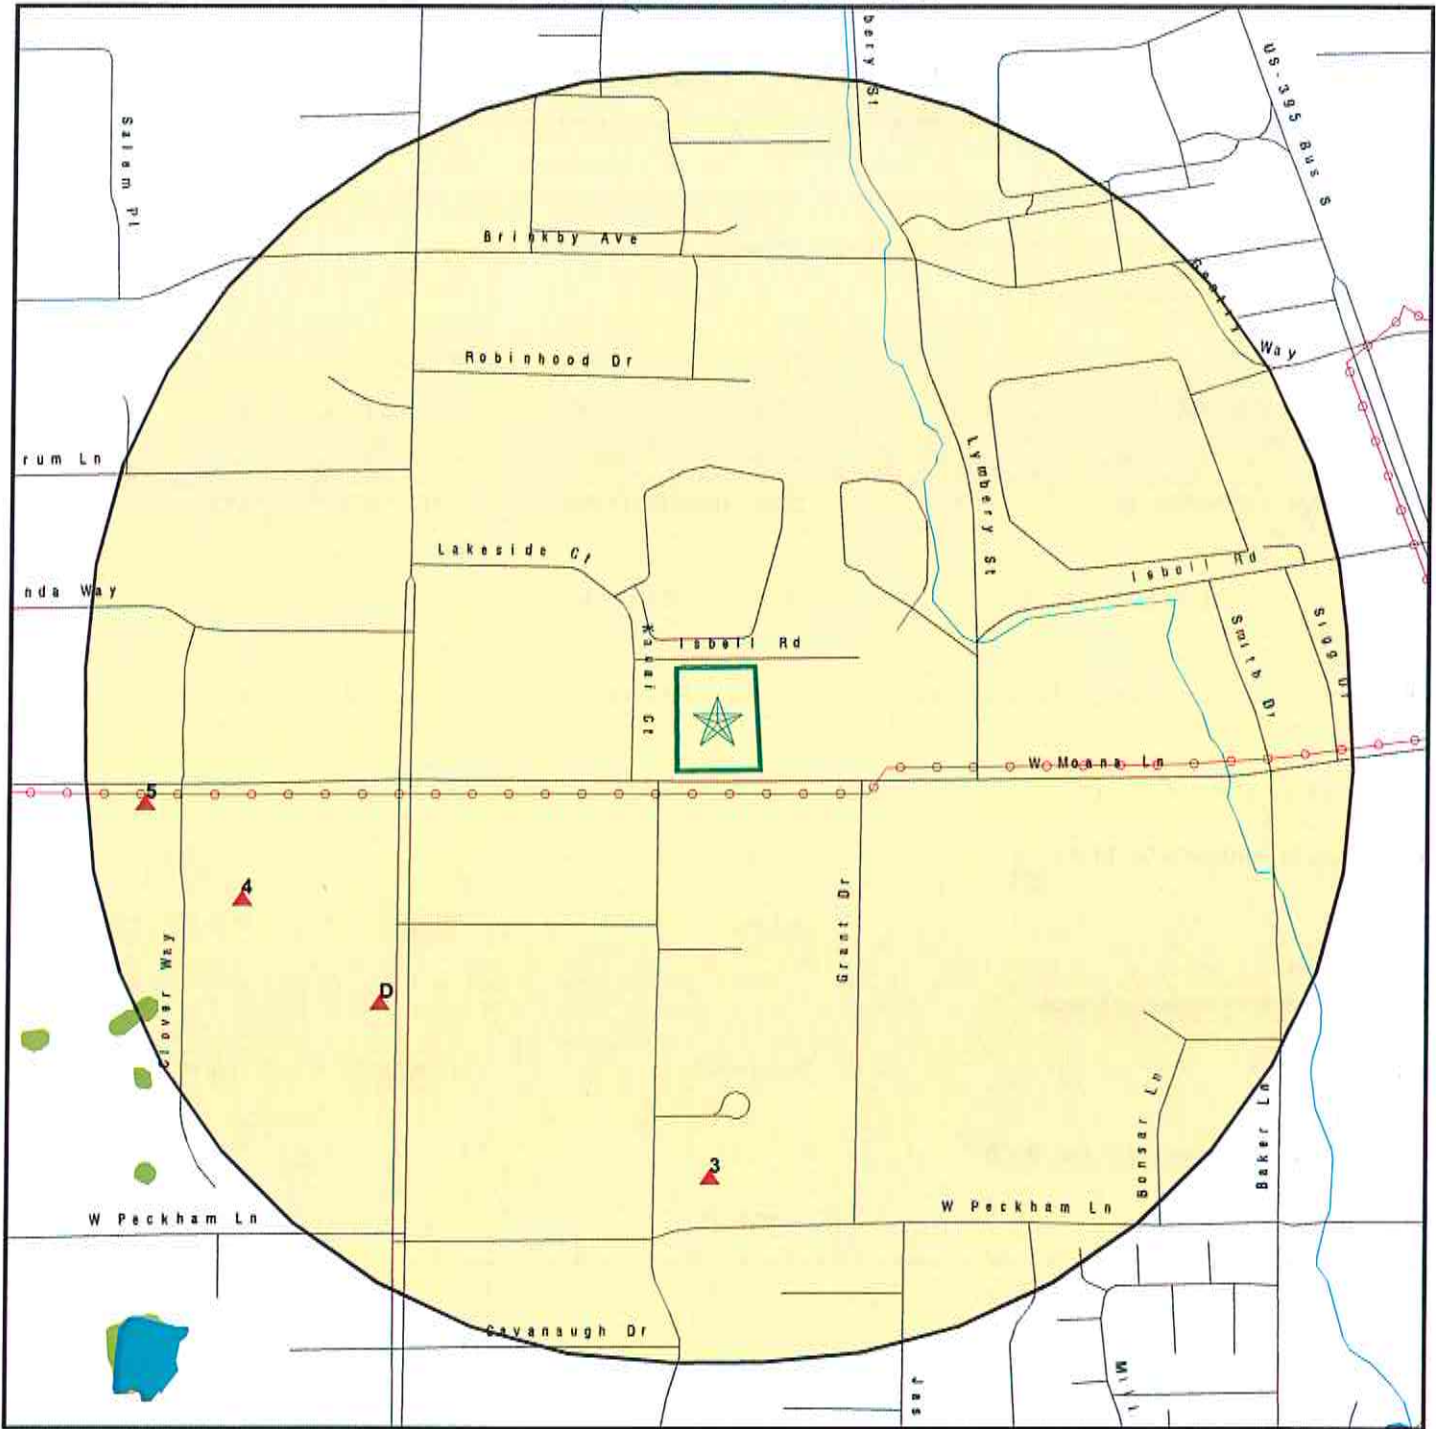 bery St
US-395 Bus S
Salem Pl
Brinkby Ave
Way
Robinhood Dr
rum Ln
Lymbery St
Lakeside Ct
Isbell Rd
nda Way
Smith Dr
Sigg Dr
Kauai Ct
Isbell Rd
W Moana Ln
5
4
Grant Dr
Clover Way
D
Bonsar Ln
Baker Ln
3
W Peckham Ln
W Peckham Ln
Cavanaugh Dr
Jas